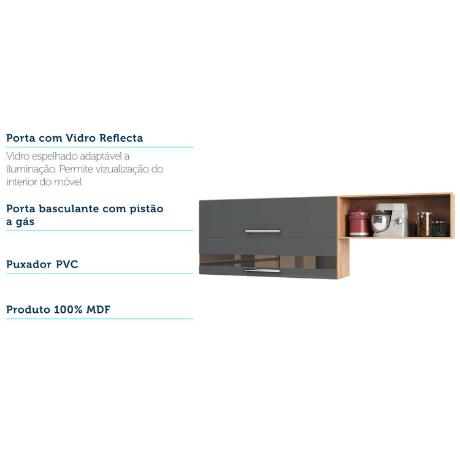 Porta com Vidro Reflecta
Vidro espelhado adaptável a
iluminação. Permite vizualização do
interior do móvel
Porta basculante com pistão
a gás
Puxador PVC
Produto 100% MDF